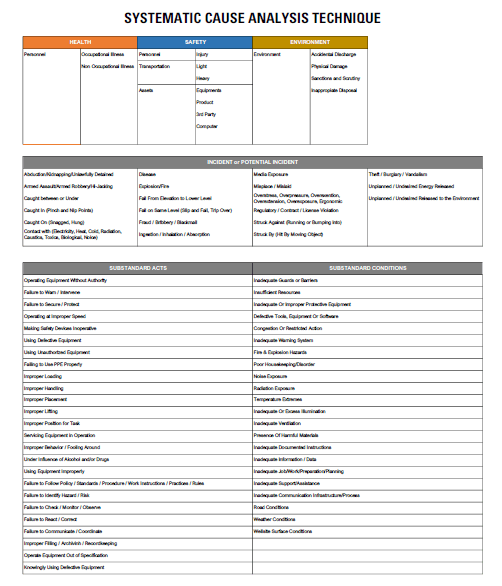 SYSTEMATIC CAUSE ANALYSIS TECHNIQUE
HEALTH SAFETY ENVIRONMENT
Personnel Occupational Illness Personnel Injury Environment Accidental Discharge
Non Occupational Illness Transportation Light Physical Damage
Heavy Sanctions and Scrutiny
Assets Equipments Inappropiate Disposal
Product
3rd Party
Computer
INCIDENT or POTENTIAL INCIDENT
Abduction/Kidnapping/Unlawfully Detained Disease Media Exposure Theft / Burglary / Vandalism
Armed Assault/Armed Robbery/Hi-Jacking Explosion/Fire Misplace / Mislaid Unplanned / Undesired Energy Released
Caught between or Under Fall From Elevation to Lower Level Overstress, Overpressure, Overexertion, Overextension, Overexposure, Ergonomic Unplanned / Undesired Released to the Environment
Caught In (Pinch and Nip Points) Fall on Same Level (Slip and Fall, Trip Over) Regulatory / Contract / License Violation
Caught On (Snagged, Hung) Fraud / Bribery / Blackmail Struck Against (Running or Bumping into)
Contact with (Electricity, Heat, Cold, Radiation, Caustics, Toxics, Biological, Noise) Ingestion / Inhalation / Absorption Struck By (Hit By Moving Object)
SUBSTANDARD ACTS SUBSTANDARD CONDITIONS
Operating Equipment Without Authority Inadequate Guards or Barriers
Failure to Warn / Intervene Insufficient Resources
Failure to Secure / Protect Inadequate Or Improper Protective Equipment
Operating at Improper Speed Defective Tools, Equipment Or Software
Making Safety Devices Inoperative Congestion Or Restricted Action
Using Defective Equipment Inadequate Warning System
Using Unauthorized Equipment Fire & Explosion Hazards
Failing to Use PPE Properly Poor Housekeeping/Disorder
Improper Loading Noise Exposure
Improper Handling Radiation Exposure
Improper Placement Temperature Extremes
Improper Lifting Inadequate Or Excess Illumination
Improper Position for Task Inadequate Ventilation
Servicing Equipment in Operation Presence Of Harmful Materials
Improper Behavior / Fooling Around Inadequate Documented Instructions
Under Influence of Alcohol and/or Drugs Inadequate Information / Data
Using Equipment Improperly Inadequate Job/Work/Preparation/Planning
Failure to Follow Policy / Standards / Procedure / Work Instructions / Practices / Rules Inadequate Support/Assistance
Failure to Identify Hazard / Risk Inadequate Communication Infrastructure/Process
Failure to Check / Monitor / Observe Road Conditions
Failure to React / Correct Weather Conditions
Failure to Communicate / Coordinate Wellsite Surface Conditions
Improper Filling / Archivinh / Recordkeeping
Operate Equipment Out of Specification
Knowingly Using Defective Equipment